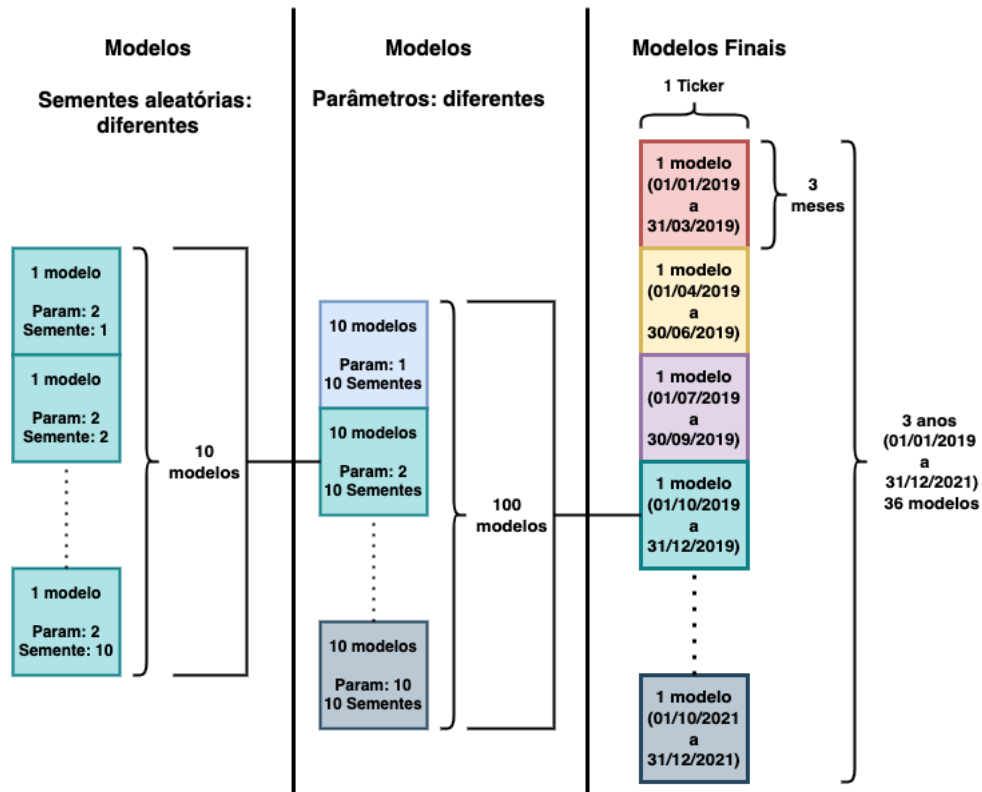 Modelos
Sementes aleatórias:
diferentes
1 modelo
Param: 2
Semente: 1
1 modelo
Param: 2
Semente: 2
1 modelo
Param: 2
Semente: 10
10
modelos
Modelos
Parâmetros: diferentes
10 modelos
Param: 1
10 Sementes
10 modelos
Param: 2
10 Sementes
10 modelos
Param: 10
10 Sementes
100
modelos
Modelos Finais
1 Ticker
1 modelo
(01/01/2019
a
31/03/2019)
3
meses
1 modelo
(01/04/2019
a
30/06/2019)
1 modelo
(01/07/2019
a
30/09/2019)
1 modelo
(01/10/2019
a
31/12/2019)
1 modelo
(01/10/2021
a
31/12/2021)
3 anos
(01/01/2019
a
31/12/2021)
36 modelos